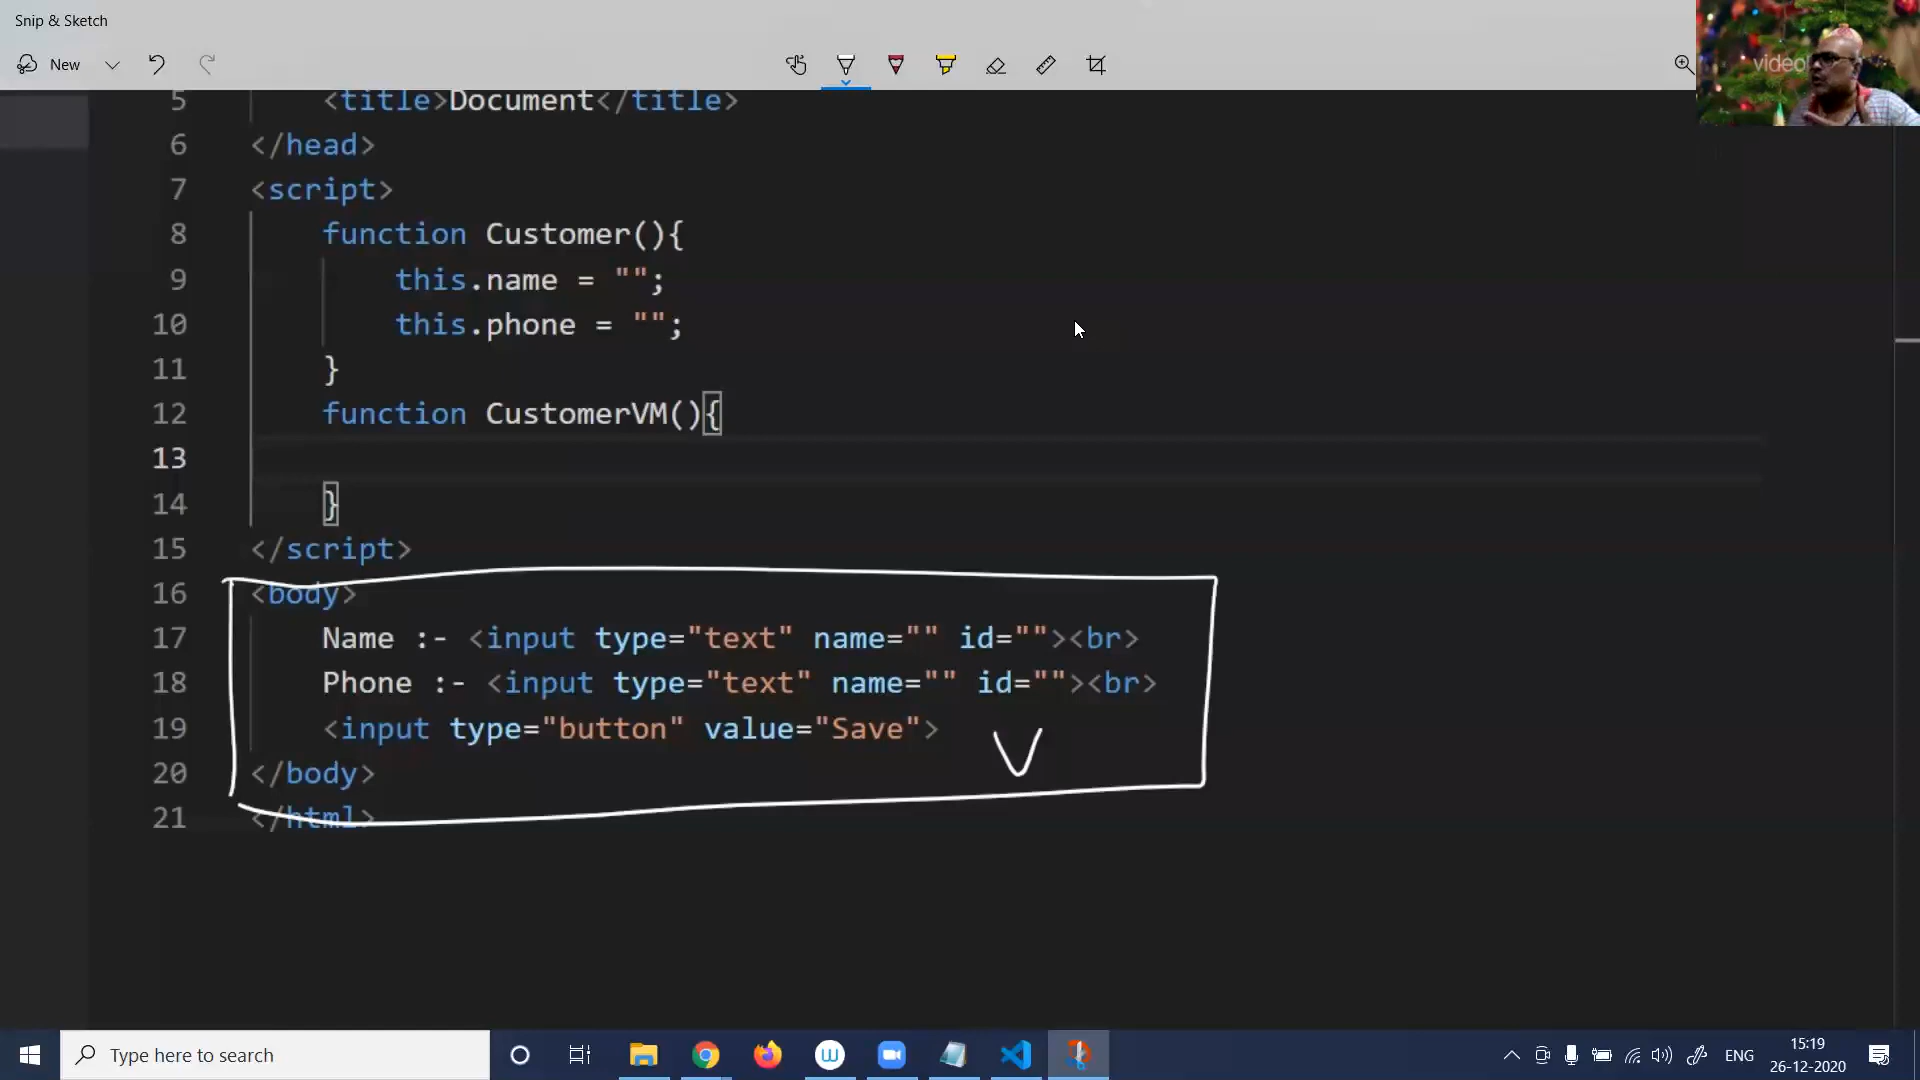 Snip & Sketch
New
video
5 <title>Document</title>
6 </head>
7 <script>
8 function Customer(){
9 this.name = "";
10 this.phone = "";
11 }
12 function CustomerVM(){
13
14 }
15 </script>
16 <body>
17 Name :- <input type="text" name="" id=""><br>
18 Phone :- <input type="text" name="" id=""><br>
19 <input type="button" value="Save">
V
20 </body>
21 </html>
Type here to search
ENG
15:19
26-12-2020